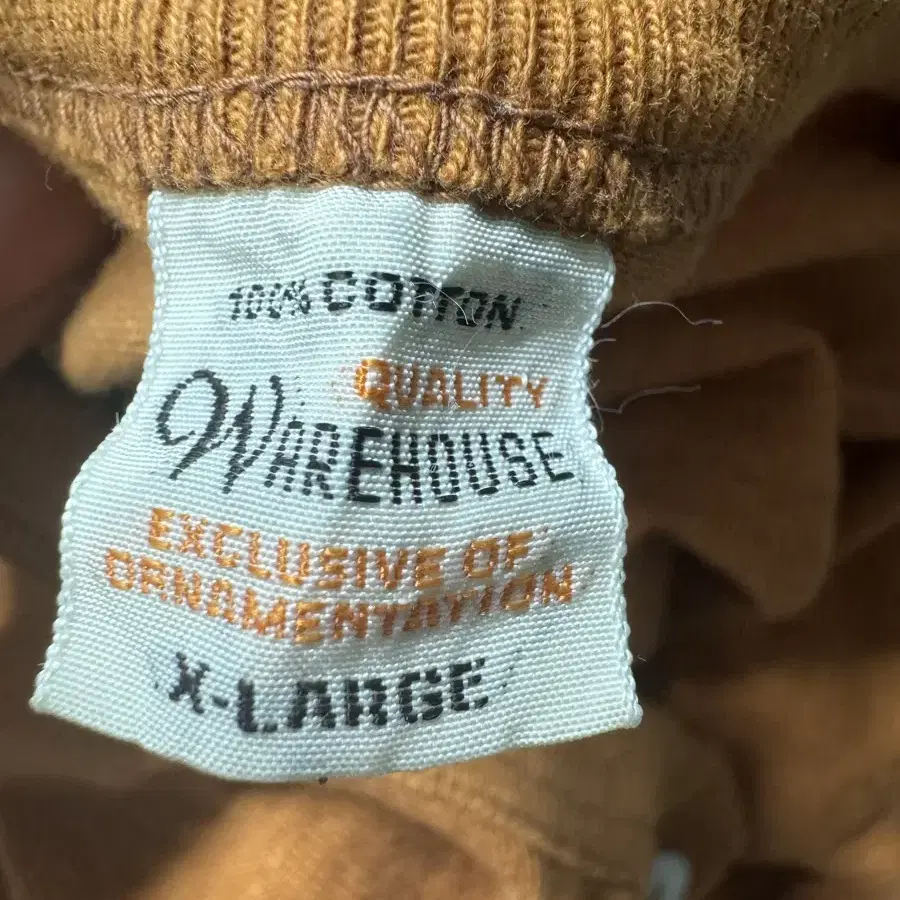 100% COTTON
QUALITY
WAREHOUSE
EXCLUSIVE OF
ORNAMENTATION
X-LARGE